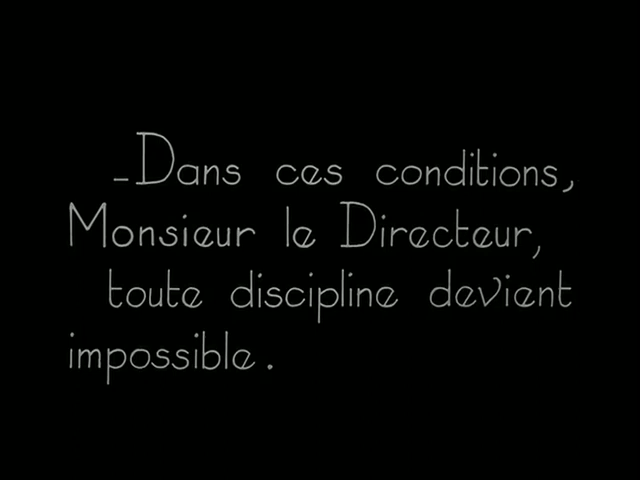 –Dans ces conditions,
Monsieur le Directeur,
toute discipline devient
impossible.